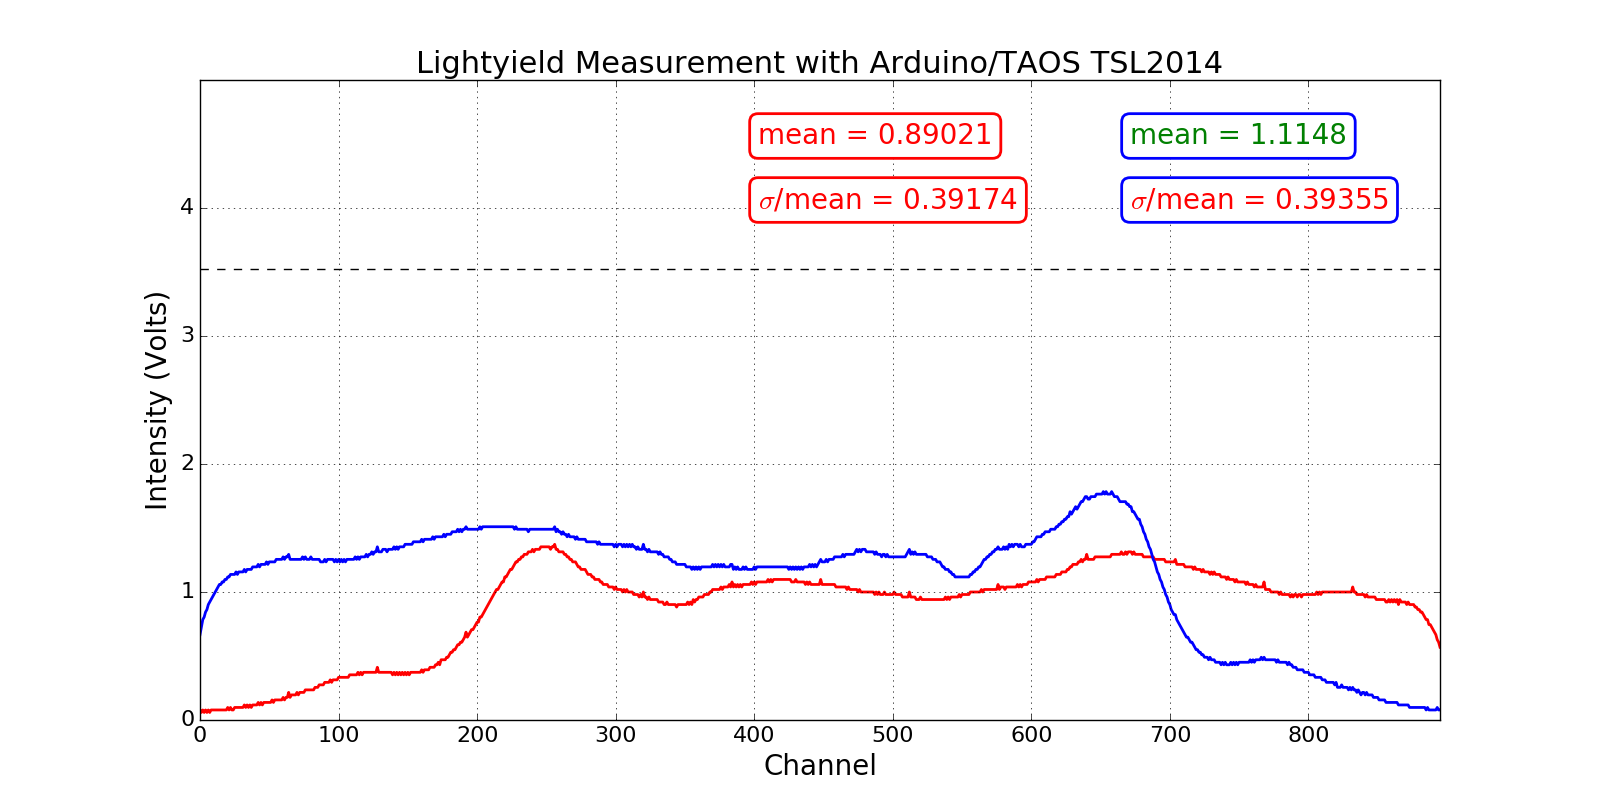 Lightyield Measurement with Arduino/TAOS TSL2014
mean = 0.89021
mean = 1.1148
σ/mean = 0.39174
σ/mean = 0.39355
Intensity (Volts)
4
3
2
1
0
0 100 200 300 400 500 600 700 800
Channel